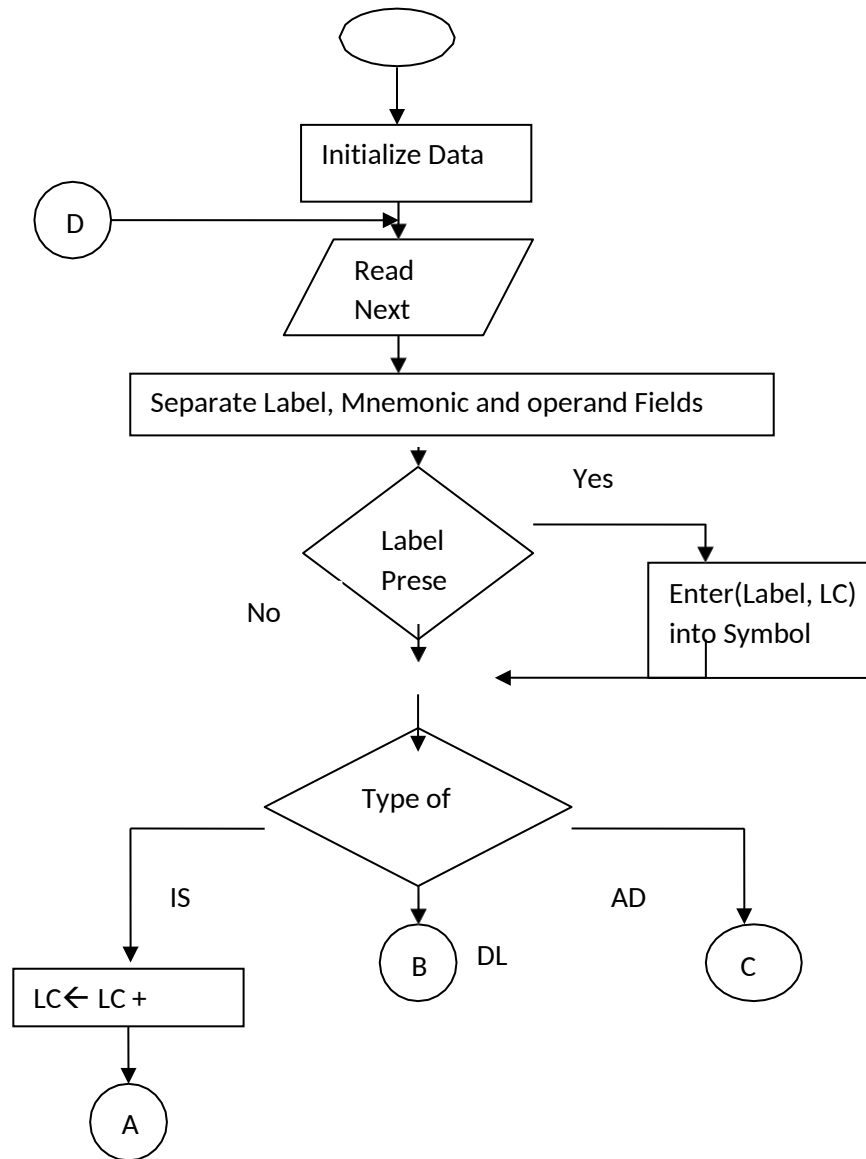 Initialize Data
D
Read
Next
Separate Label, Mnemonic and operand Fields
Yes
Label
Prese
No
Enter(Label, LC)
into Symbol
Type of
IS
AD
B
DL
C
LC← LC +
A